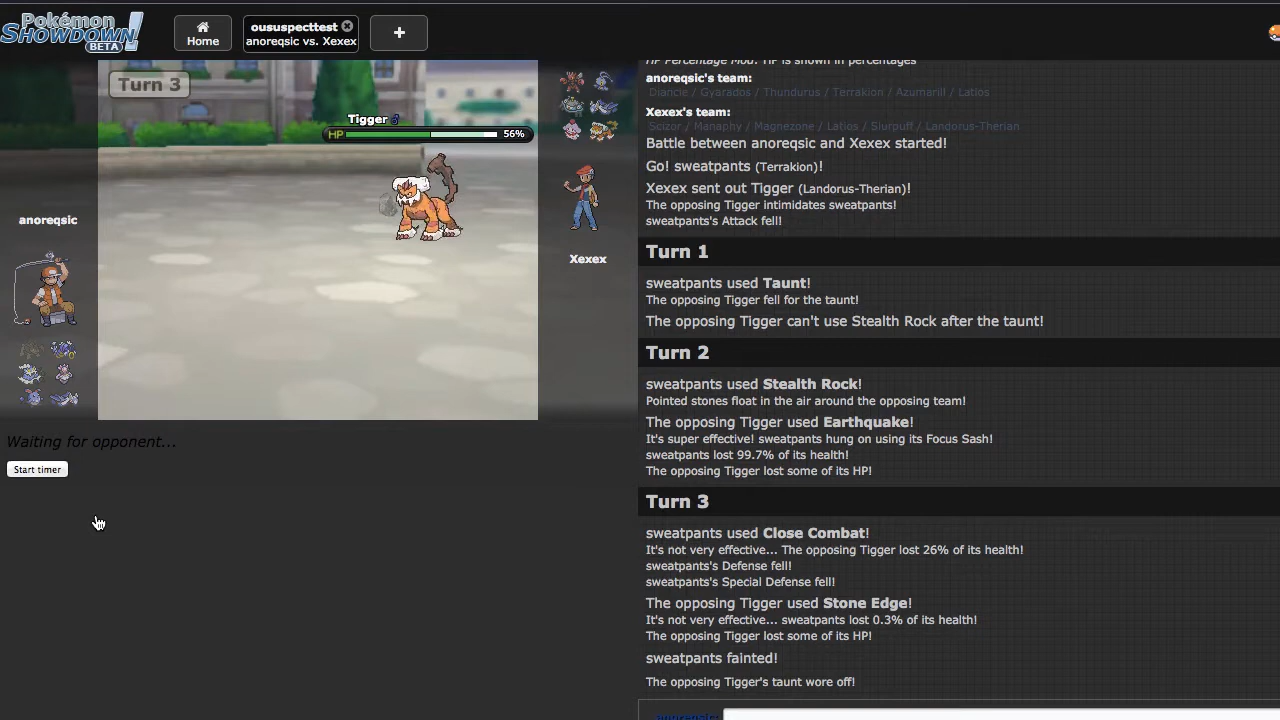 Pokémon
SHOWDOWN!
BETA
Home
oususpecttest
anoreqsic vs. Xexex
+
Turn 3
Tigger ♂
HP 56%
anoreqsic
Xexex
Waiting for opponent...
Start timer
HP Percentage Mod: HP is shown in percentages
anoreqsic's team:
Diancie / Gyarados / Thundurus / Terrakion / Azumarill / Latios
Xexex's team:
Scizor / Manaphy / Magnezone / Latios / Slurpuff / Landorus-Therian
Battle between anoreqsic and Xexex started!
Go! sweatpants (Terrakion)!
Xexex sent out Tigger (Landorus-Therian)!
The opposing Tigger intimidates sweatpants!
sweatpants's Attack fell!
Turn 1
sweatpants used Taunt!
The opposing Tigger fell for the taunt!
The opposing Tigger can't use Stealth Rock after the taunt!
Turn 2
sweatpants used Stealth Rock!
Pointed stones float in the air around the opposing team!
The opposing Tigger used Earthquake!
It's super effective! sweatpants hung on using its Focus Sash!
sweatpants lost 99.7% of its health!
The opposing Tigger lost some of its HP!
Turn 3
sweatpants used Close Combat!
It's not very effective... The opposing Tigger lost 26% of its health!
sweatpants's Defense fell!
sweatpants's Special Defense fell!
The opposing Tigger used Stone Edge!
It's not very effective... sweatpants lost 0.3% of its health!
The opposing Tigger lost some of its HP!
sweatpants fainted!
The opposing Tigger's taunt wore off!